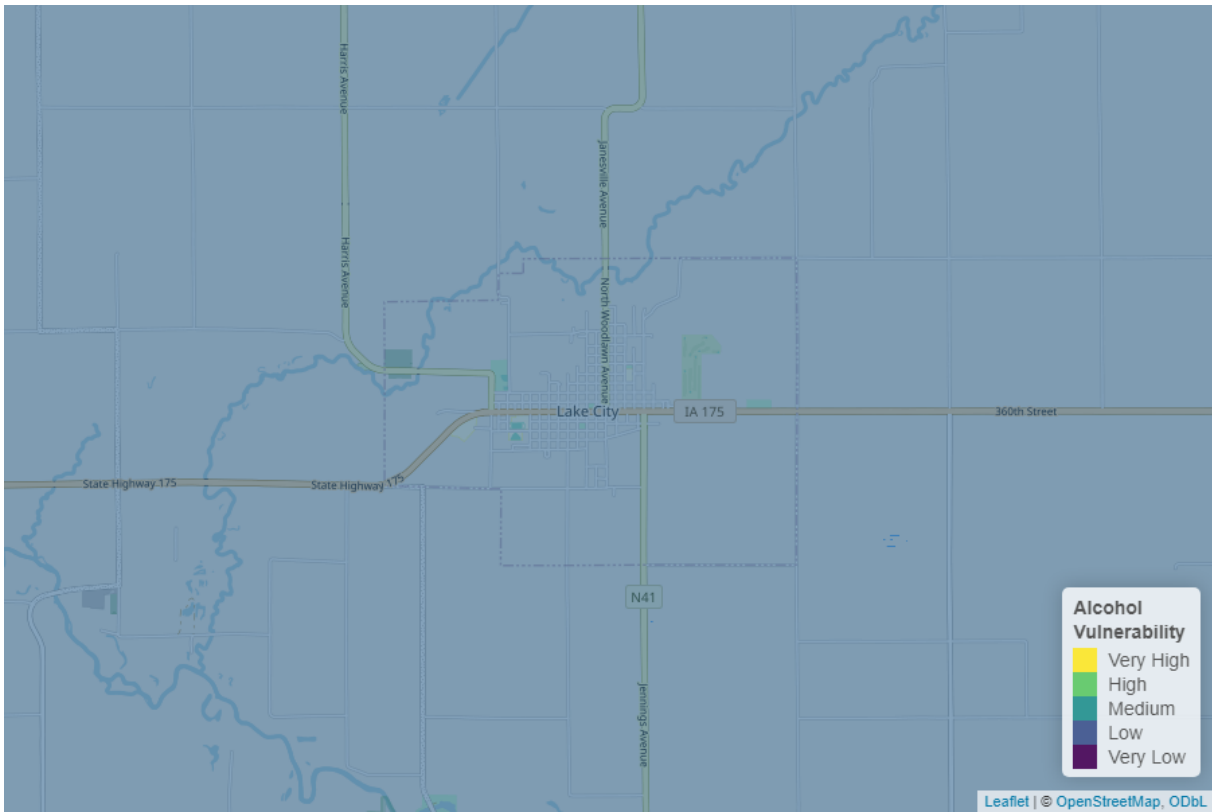 Harris Avenue
Janesville Avenue
Harris Avenue
North Woodlawn Avenue
Lake City
IA 175
360th Street
State Highway 175
State Highway 175
N41
Jennings Avenue
Alcohol
Vulnerability
Very High
High
Medium
Low
Very Low
Leaflet | © OpenStreetMap, ODbL